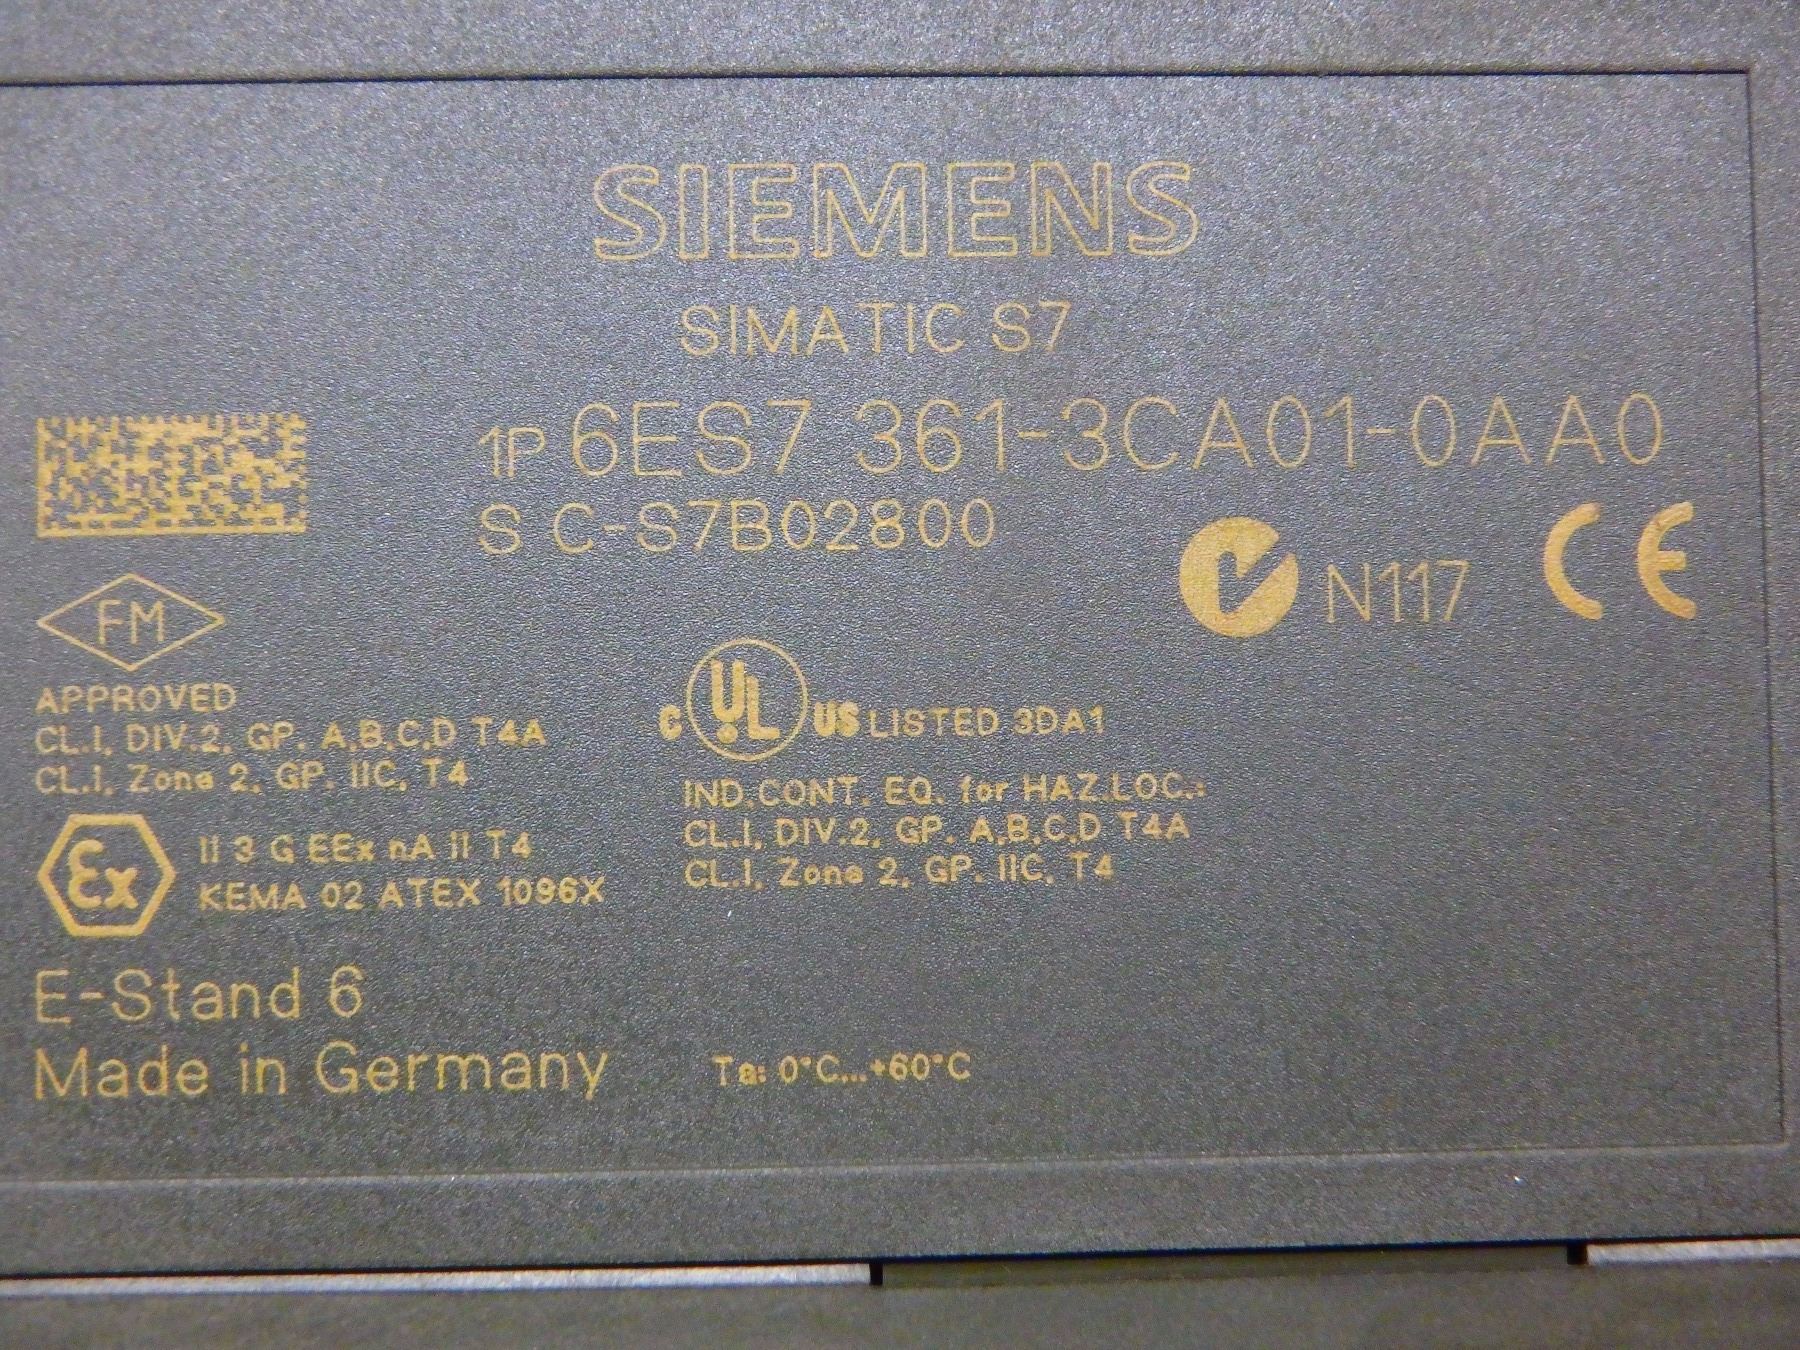 SIEMENS
SIMATIC S7
1P 6ES7 361-3CA01-0AA0
S C-S7B02800
N117 CE
FM
APPROVED
CL.I, DIV.2, GP. A,B,C,D T4A
CL.I, Zone 2, GP. IIC, T4
C UL US LISTED 3DA1
IND.CONT. EQ. for HAZ.LOC.:
CL.I, DIV.2, GP. A,B,C,D T4A
CL.I, Zone 2, GP. IIC, T4
Ex II 3 G EEx nA II T4
KEMA 02 ATEX 1096X
E-Stand 6
Made in Germany
Ta: 0°C...+60°C